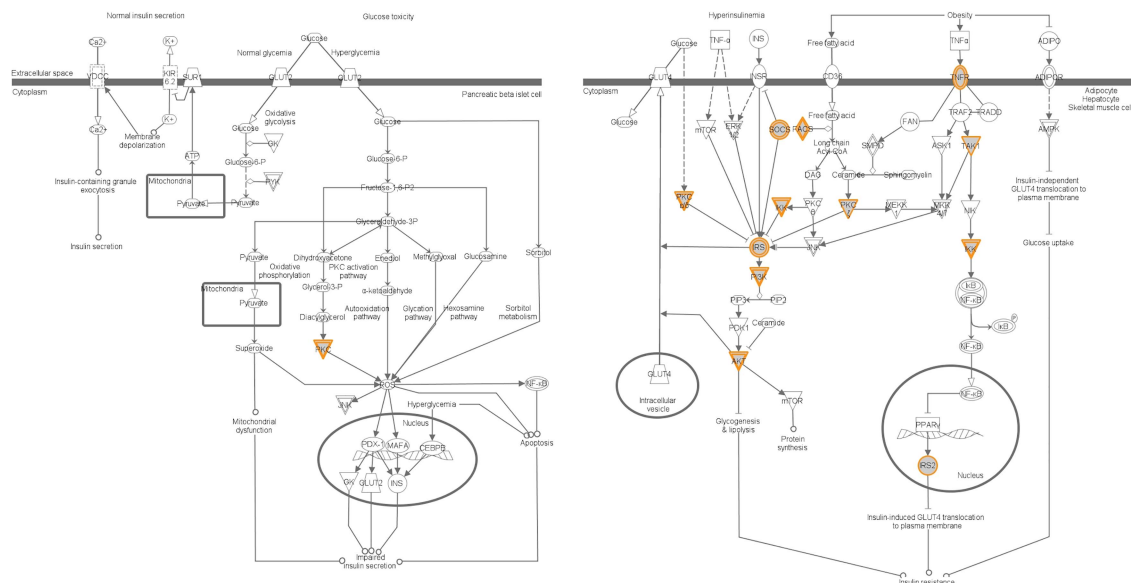 Normal insulin secretion
Glucose toxicity
Ca2+
K+
Glucose
Normal glycemia
Hyperglycemia
VDCC
KIR
6.2
SUR1
GLUT2
GLUT2
Extracellular space
Cytoplasm
Pancreatic beta islet cell
Ca2+
K+
Membrane
depolarization
Oxidative
glycolysis
Glucose
Glucose
GK
ATP
Glucose-6-P
Glucose-6-P
Insulin-containing granule
exocytosis
Mitochondria
Pyruvate
PYK
Pyruvate
Fructose-1,6-P2
Insulin secretion
Glyceraldehyde-3P
Pyruvate
Dihydroxyacetone
Enediol
Methylglyoxal
Glucosamine
Sorbitol
Oxidative
phosphorylation
PKC activation
pathway
Mitochondria
Pyruvate
Glycerol-3-P
α-ketoaldehyde
Diacylglycerol
Autooxidation
pathway
Glycation
pathway
Hexosamine
pathway
Sorbitol
metabolism
Superoxide
PKC
ROS
NF-κB
JNK
Hyperglycemia
Mitochondrial
dysfunction
Nucleus
Apoptosis
PDX-1
MAFA
CEBPB
GK
GLUT2
INS
Impaired
insulin secretion
Hyperinsulinemia
Obesity
Glucose
TNF-α
INS
Free fatty acid
TNFα
ADIPO
GLUT4
INSR
CD36
TNFR
ADIPOR
Cytoplasm
Adipocyte
Hepatocyte
Skeletal muscle cell
Glucose
mTOR
ERK
1/2
SOCS
FACS
Free fatty acid
FAN
TRAF2
TRADD
AMPK
Long chain
Acyl-CoA
SMPD
ASK1
TAK1
DAG
Ceramide
Sphingomyelin
Insulin-independent
GLUT4 translocation to
plasma membrane
PKC
IKK
PKC
PKC
MEKK
1
MKK
4/7
NIK
IRS
JNK
IKK
Glucose uptake
PI3K
PIP3
PIP2
IκB
NF-κB
PDK1
Ceramide
IκB
P
AKT
NF-κB
GLUT4
Intracellular
vesicle
mTOR
NF-κB
Glycogenesis
& lipolysis
Protein
synthesis
PPARγ
IRS2
Nucleus
Insulin-induced GLUT4 translocation
to plasma membrane
Insulin resistance